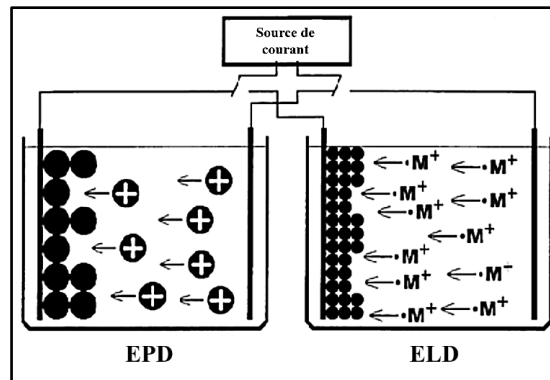 Source de
courant
+
+
+
+
+
+
+
+
·M⁺
·M⁺
·M⁺
·M⁺
·M⁺
·M⁺
·M⁺
·M⁻
·M⁺
·M⁺
·M⁺
EPD
ELD